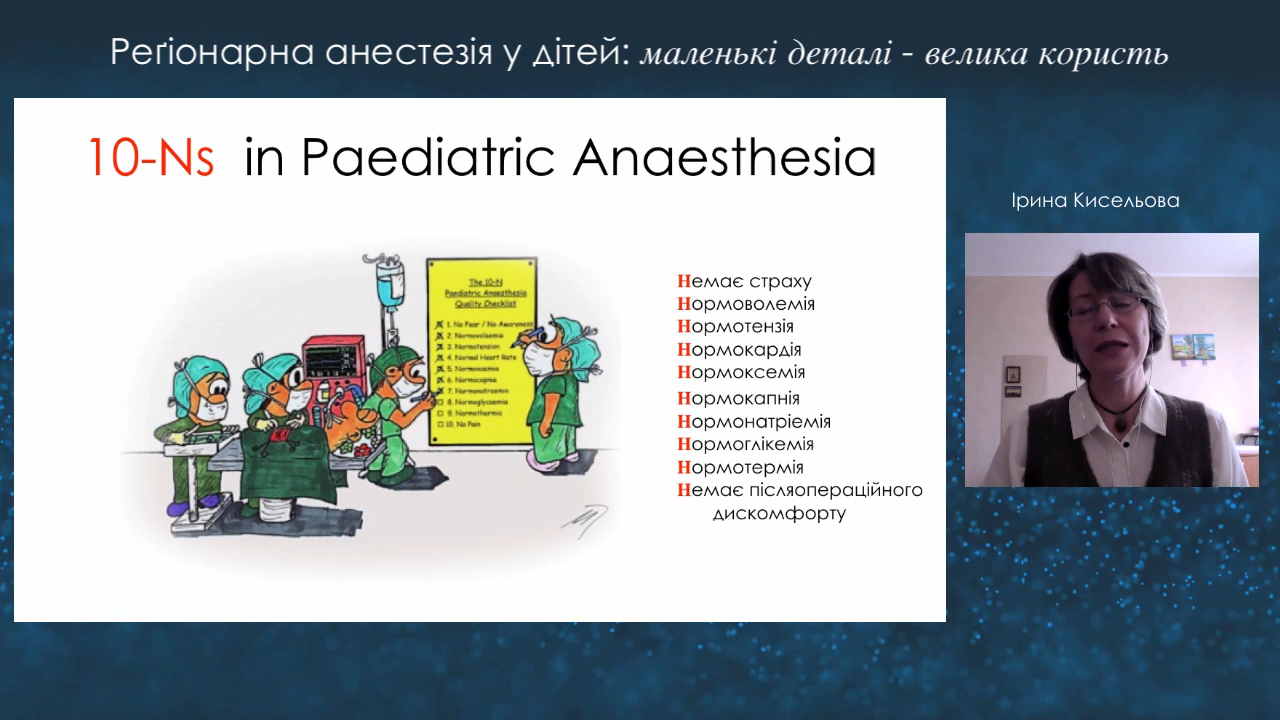 Реґіонарна анестезія у дітей: маленькі деталі - велика користь
10-Ns in Paediatric Anaesthesia
Ірина Кисельова
The 10-N
Paediatric Anaesthesia
Quality Checklist
1. No Fear / No Awareness
2. Normovolaemia
3. Normotension
4. Normal Heart Rate
5. Normoxaemia
6. Normocapnia
7. Normonatraemia
8. Normoglycaemia
9. Normothermia
10. No Pain
Немає страху
Нормоволемія
Нормотензія
Нормокардія
Нормоксемія
Нормокапнія
Нормонатріемія
Нормоглікемія
Нормотермія
Немає післяопераційного
дискомфорту